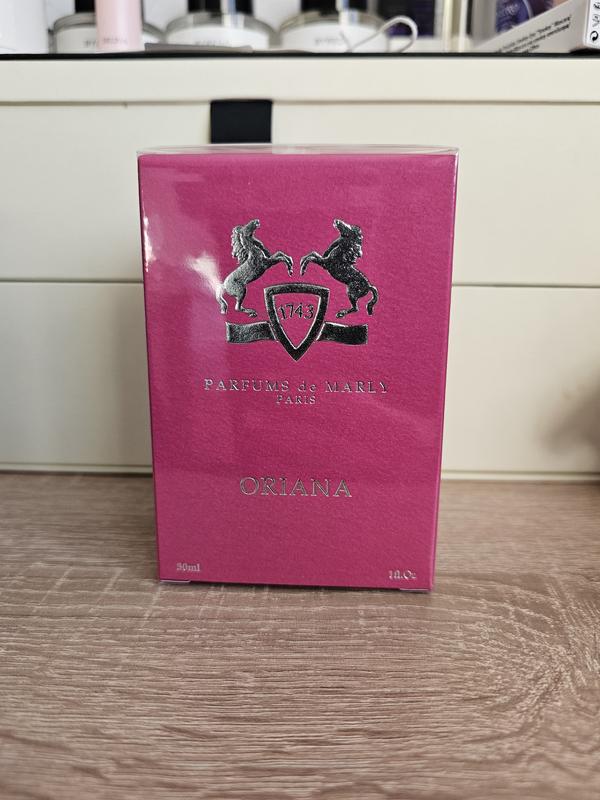 1743
PARFUMS de MARLY
PARIS
ORIANA
30ml
1fl.Oz